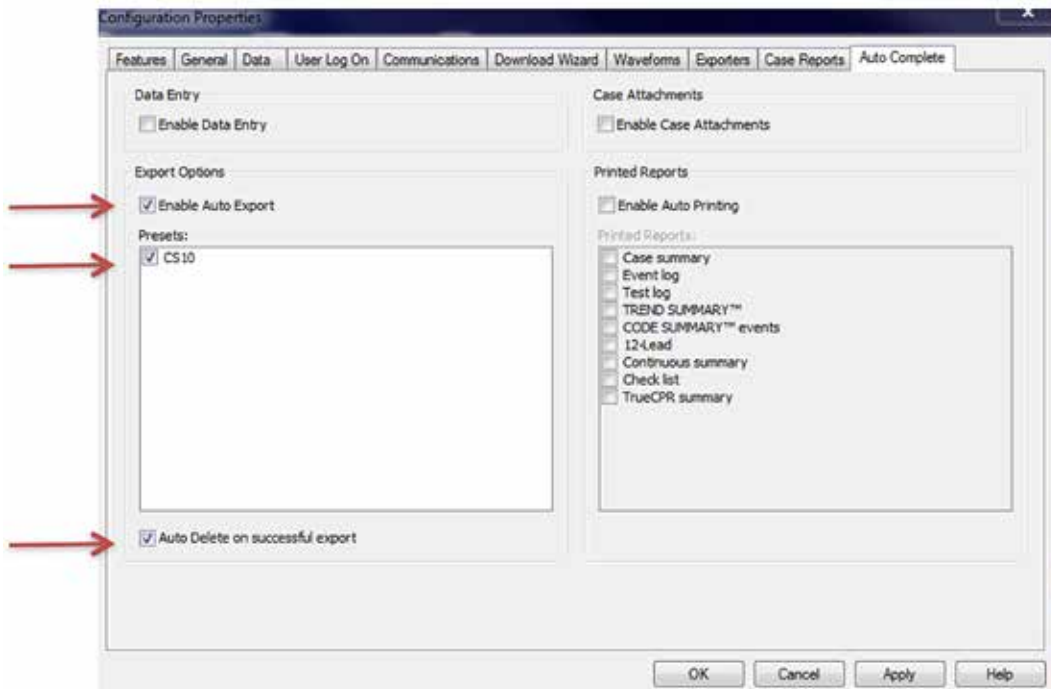 Configuration Properties
x
Features General Data User Log On Communications Download Wizard Waveforms Exporters Case Reports Auto Complete
Data Entry
Enable Data Entry
Case Attachments
Enable Case Attachments
Export Options
Enable Auto Export
Presets:
CS10
Auto Delete on successful export
Printed Reports
Enable Auto Printing
Printed Reports:
Case summary
Event log
Test log
TREND SUMMARY™
CODE SUMMARY™ events
12-Lead
Continuous summary
Check list
TrueCPR summary
OK Cancel Apply Help